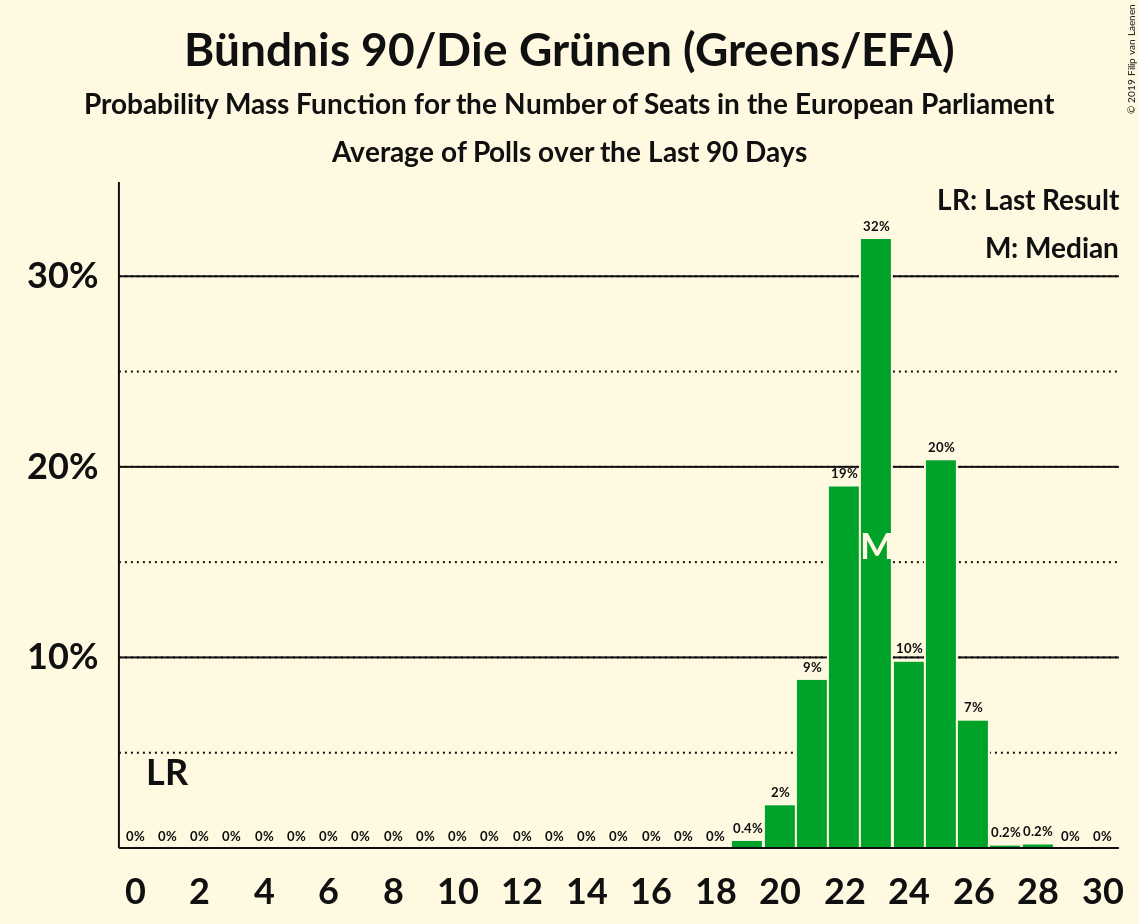 Bündnis 90/Die Grünen (Greens/EFA)
Probability Mass Function for the Number of Seats in the European Parliament
Average of Polls over the Last 90 Days
© 2019 Filip van Laenen
LR: Last Result
M: Median
32%
30%
20%
20%
19%
M
10%
10%
9%
7%
LR
2%
0% 0% 0% 0% 0% 0% 0% 0% 0% 0% 0% 0% 0% 0% 0% 0% 0% 0% 0% 0.4% 0.2% 0.2% 0% 0%
0 2 4 6 8 10 12 14 16 18 20 22 24 26 28 30